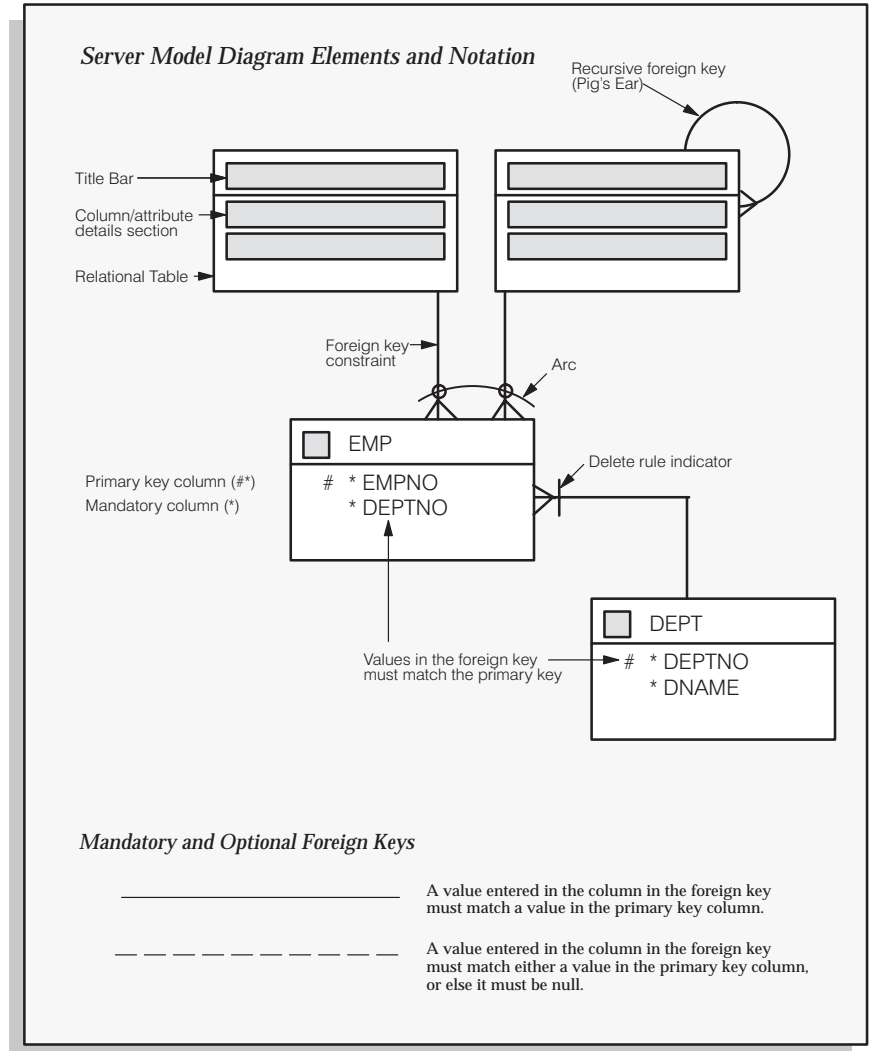 Server Model Diagram Elements and Notation
Recursive foreign key
(Pig's Ear)
Title Bar
Column/attribute
details section
Relational Table
Foreign key
constraint
Arc
EMP
Delete rule indicator
Primary key column (#*)
# * EMPNO
Mandatory column (*)
* DEPTNO
DEPT
Values in the foreign key
must match the primary key
# * DEPTNO
* DNAME
Mandatory and Optional Foreign Keys
A value entered in the column in the foreign key
must match a value in the primary key column.
A value entered in the column in the foreign key
must match either a value in the primary key column,
or else it must be null.